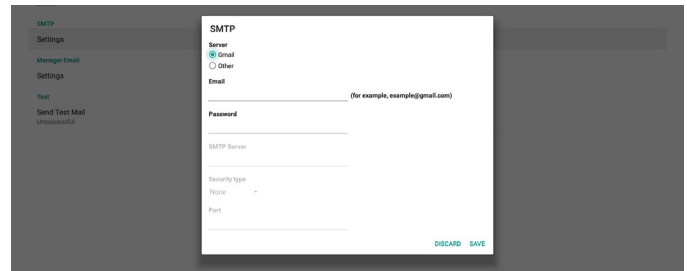 SMTP
Settings
Manager Email
Settings
Test
Send Test Mail
Unsuccessful
SMTP
Server
Gmail
Other
Email
(for example, example@gmail.com)
Password
SMTP Server
Security type
None
Port
DISCARD SAVE